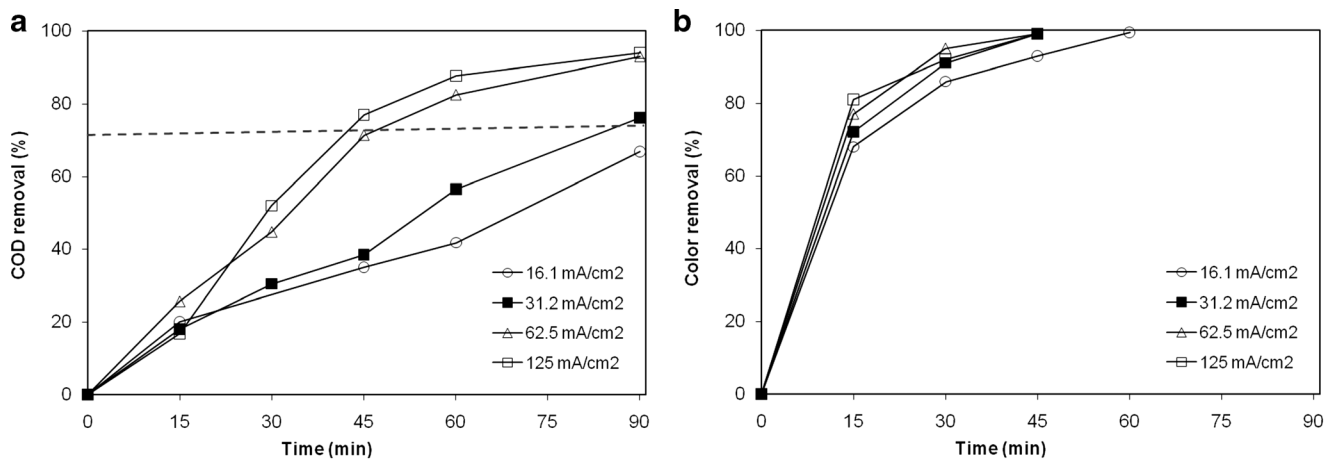 a
100
80
60
40
20
0
COD removal (%)
0 15 30 45 60 75 90
Time (min)
16.1 mA/cm2
31.2 mA/cm2
62.5 mA/cm2
125 mA/cm2
b
100
80
60
40
20
0
Color removal (%)
0 15 30 45 60 75 90
Time (min)
16.1 mA/cm2
31.2 mA/cm2
62.5 mA/cm2
125 mA/cm2